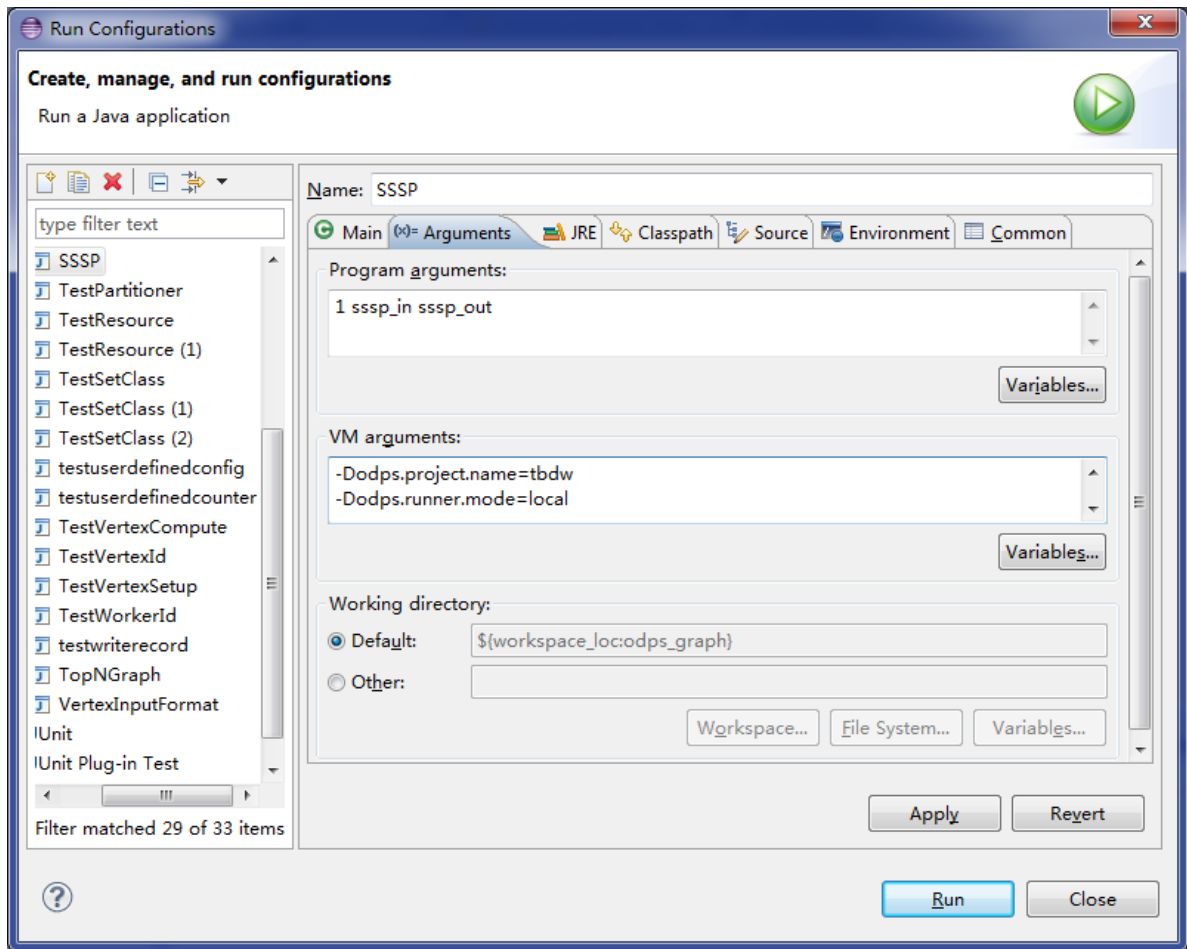 Run Configurations
X
Create, manage, and run configurations
Run a Java application
type filter text
SSSP
TestPartitioner
TestResource
TestResource (1)
TestSetClass
TestSetClass (1)
TestSetClass (2)
testuserdefinedconfig
testuserdefinedcounter
TestVertexCompute
TestVertexId
TestVertexSetup
TestWorkerId
testwriterecord
TopNGraph
VertexInputFormat
JUnit
JUnit Plug-in Test
Filter matched 29 of 33 items
Name: SSSP
Main (x)= Arguments JRE Classpath Source Environment Common
Program arguments:
1 sssp_in sssp_out
Variables...
VM arguments:
-Dodps.project.name=tbdw
-Dodps.runner.mode=local
Variables...
Working directory:
Default: ${workspace_loc:odps_graph}
Other:
Workspace... File System... Variables...
Apply Revert
? Run Close